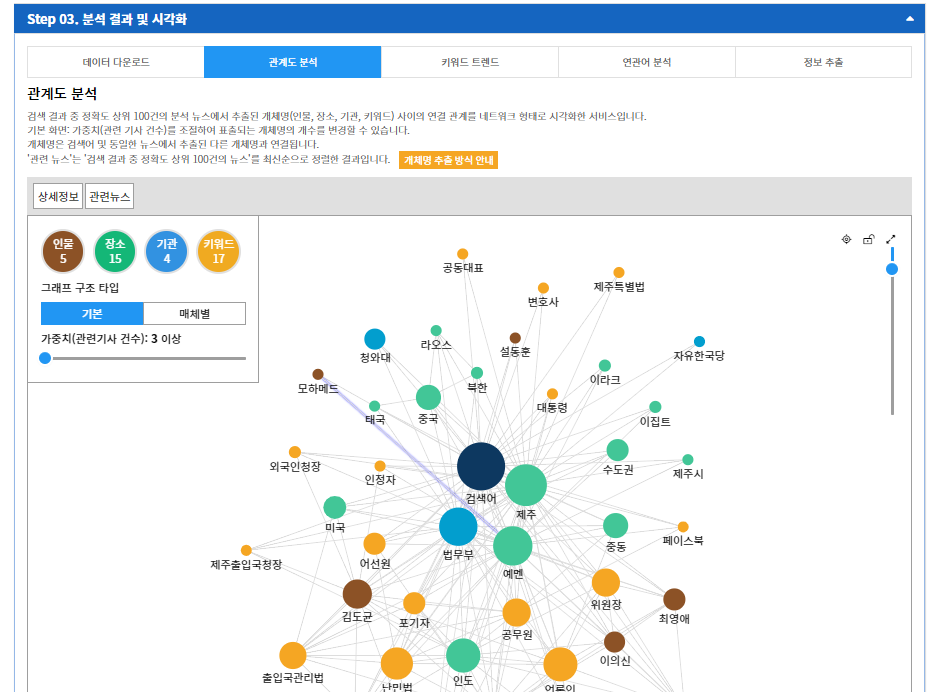 Step 03. 분석 결과 및 시각화
데이터 다운로드
관계도 분석
키워드 트렌드
연관어 분석
정보 추출
관계도 분석
검색 결과 중 정확도 상위 100건의 분석 뉴스에서 추출된 개체명(인물, 장소, 기관, 키워드) 사이의 연결 관계를 네트워크 형태로 시각화한 서비스입니다.
기본 화면: 가중치(관련 기사 건수)를 조절하여 표출되는 개체명의 개수를 변경할 수 있습니다.
개체명은 검색어 및 동일한 뉴스에서 추출된 다른 개체명과 연결됩니다.
'관련 뉴스'는 '검색 결과 중 정확도 상위 100건의 뉴스'를 최신순으로 정렬한 결과입니다. 개체명 추출 방식 안내
상세정보
관련뉴스
인물
5
장소
15
기관
4
키워드
17
그래프 구조 타입
기본
매체별
가중치(관련기사 건수): 3 이상
공동대표
변호사
제주특별법
청와대
라오스
설동훈
자유한국당
모하메드
북한
이라크
태국
중국
대통령
이집트
외국인청장
인정자
검색어
수도권
제주시
미국
제주
법무부
중동
페이스북
제주출입국청장
어선원
예멘
김도균
포기자
공무원
위원장
최영애
출입국관리법
난민법
인도
언론인
이의신